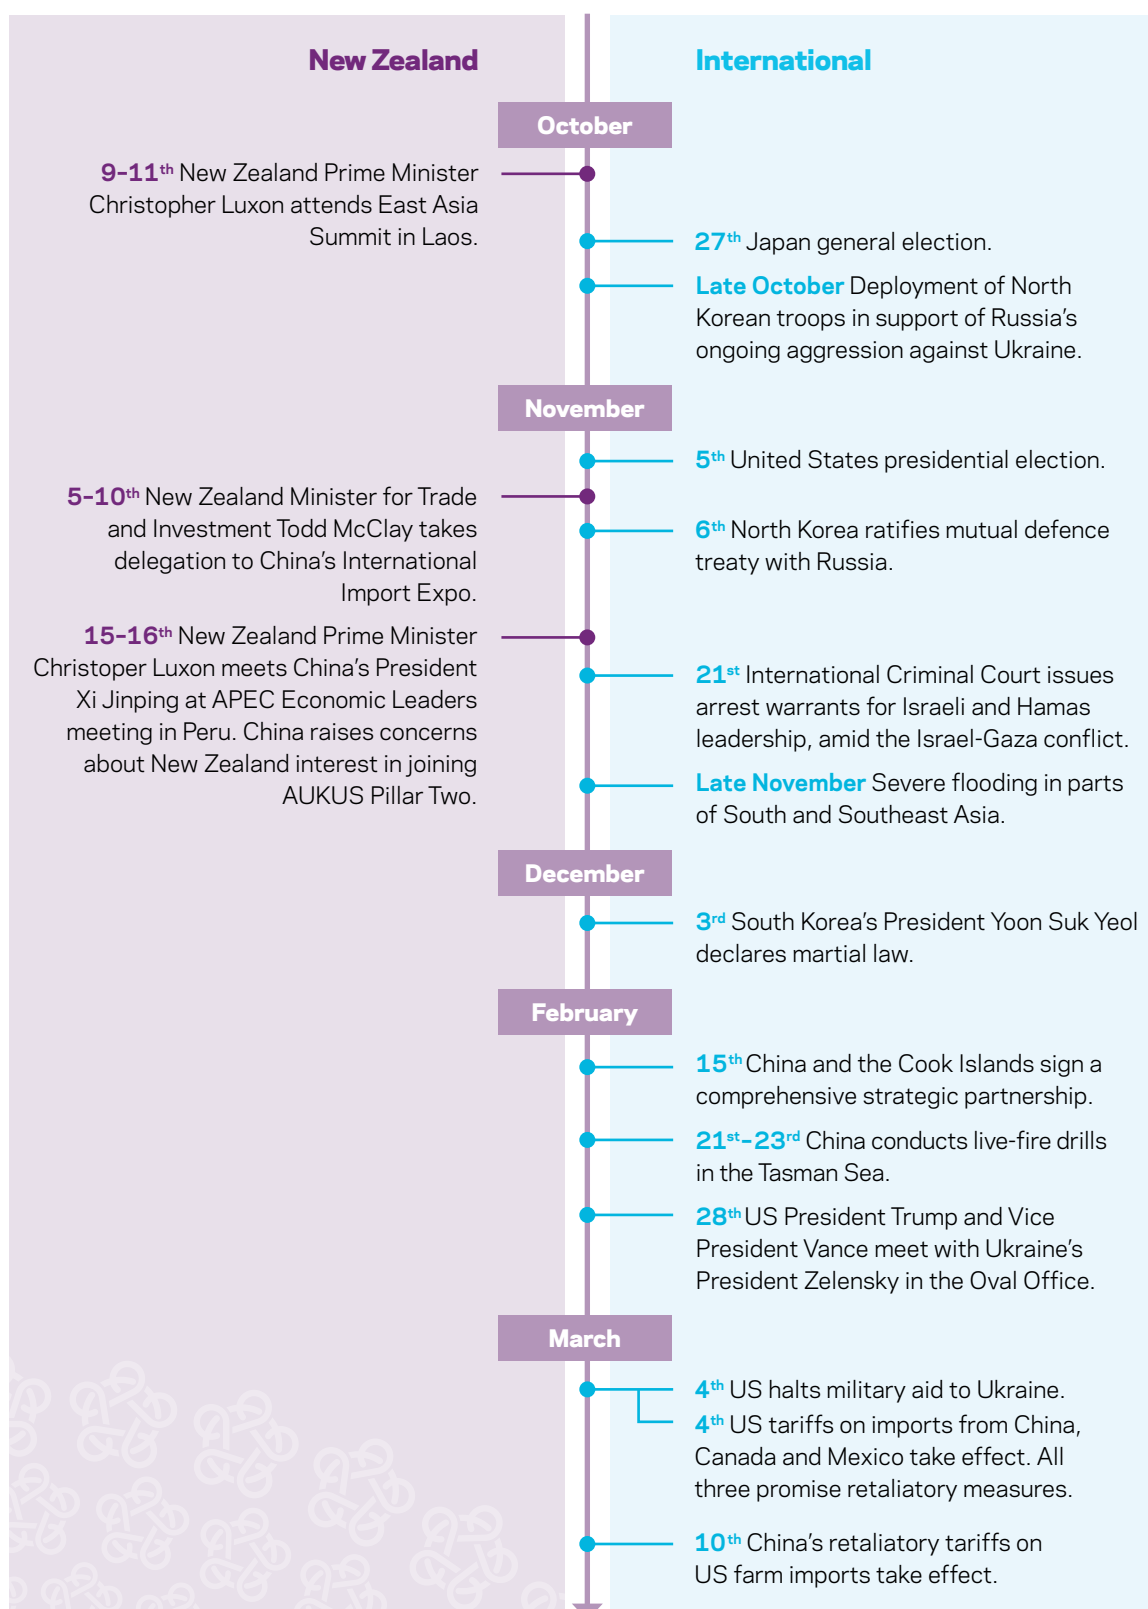 New Zealand
International
October
9–11th New Zealand Prime Minister
Christopher Luxon attends East Asia
Summit in Laos.
27th Japan general election.
Late October Deployment of North
Korean troops in support of Russia’s
ongoing aggression against Ukraine.
November
5th United States presidential election.
5–10th New Zealand Minister for Trade
and Investment Todd McClay takes
delegation to China’s International
Import Expo.
6th North Korea ratifies mutual defence
treaty with Russia.
15–16th New Zealand Prime Minister
Christoper Luxon meets China’s President
Xi Jinping at APEC Economic Leaders
meeting in Peru. China raises concerns
about New Zealand interest in joining
AUKUS Pillar Two.
21st International Criminal Court issues
arrest warrants for Israeli and Hamas
leadership, amid the Israel-Gaza conflict.
Late November Severe flooding in parts
of South and Southeast Asia.
December
3rd South Korea’s President Yoon Suk Yeol
declares martial law.
February
15th China and the Cook Islands sign a
comprehensive strategic partnership.
21st–23rd China conducts live-fire drills
in the Tasman Sea.
28th US President Trump and Vice
President Vance meet with Ukraine’s
President Zelensky in the Oval Office.
March
4th US halts military aid to Ukraine.
4th US tariffs on imports from China,
Canada and Mexico take effect. All
three promise retaliatory measures.
10th China’s retaliatory tariffs on
US farm imports take effect.